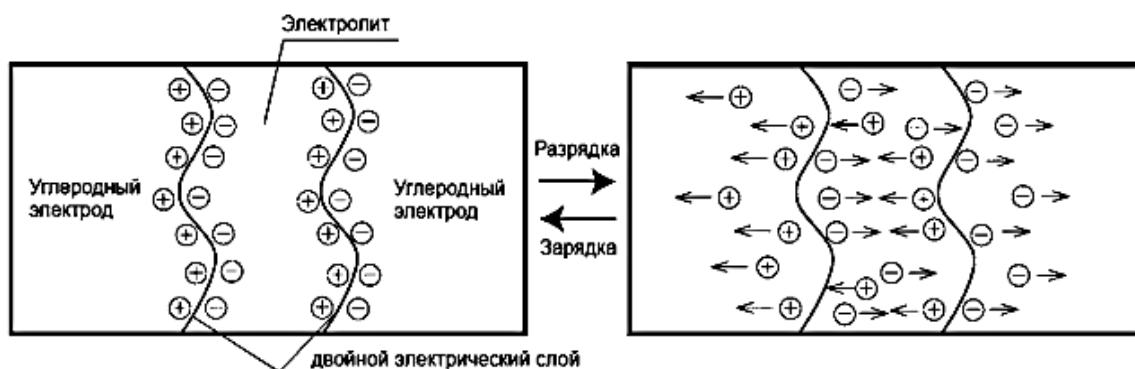 Электролит
Углеродный
электрод
Углеродный
электрод
Разрядка
Зарядка
двойной электрический слой